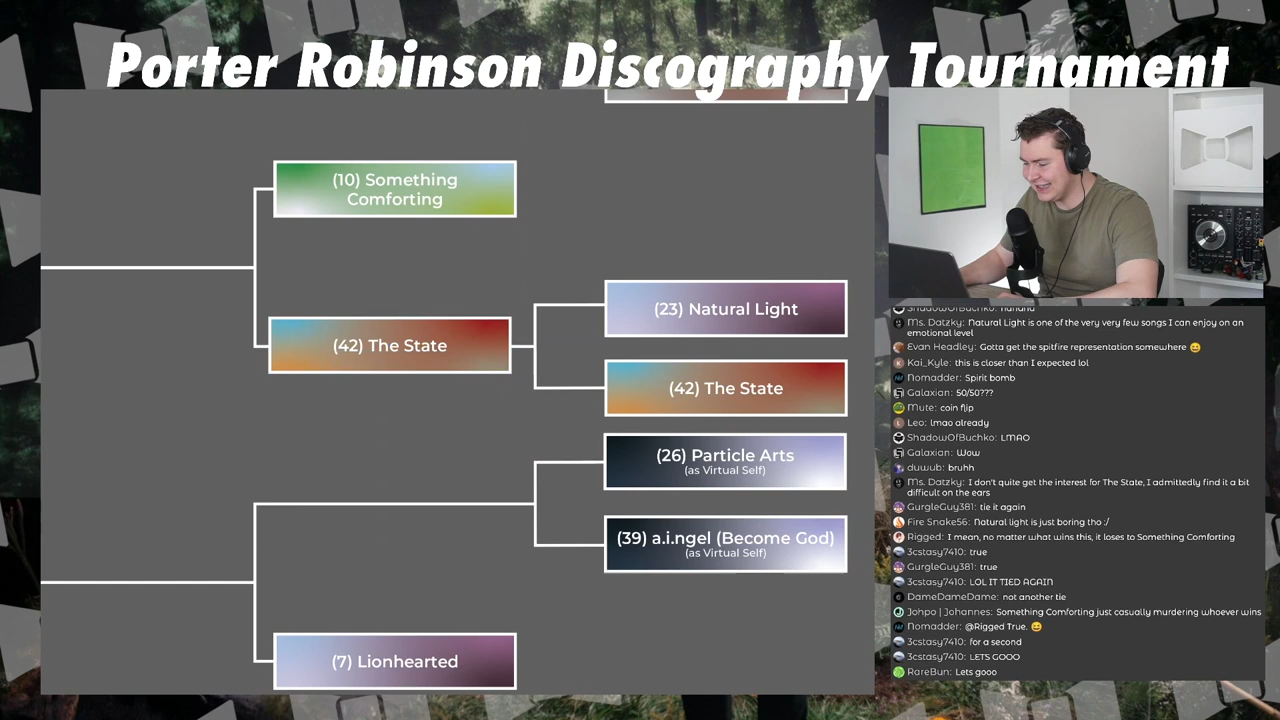 Porter Robinson Discography Tournament
(10) Something
Comforting
(23) Natural Light
(42) The State
(42) The State
(26) Particle Arts
(as Virtual Self)
(39) a.i.ngel (Become God)
(as Virtual Self)
(7) Lionhearted
ShadowOfBuchko: hahaha
Ms. Datzky: Natural Light is one of the very very few songs I can enjoy on an
emotional level
Evan Headley: Gotta get the spitfire representation somewhere 😆
Kai_Kyle: this is closer than I expected lol
Nomadder: Spirit bomb
Galaxian: 50/50???
Mute: coin flip
Leo: lmao already
ShadowOfBuchko: LMAO
Galaxian: Wow
duwub: bruhh
Ms. Datzky: I don't quite get the interest for The State, I admittedly find it a bit
difficult on the ears
GurgleGuy381: tie it again
Fire Snake56: Natural light is just boring tho :/
Rigged: I mean, no matter what wins this, it loses to Something Comforting
3cstasy7410: true
GurgleGuy381: true
3cstasy7410: LOL IT TIED AGAIN
DameDameDame: not another tie
Johpo | Johannes: Something Comforting just casually murdering whoever wins
Nomadder: @Rigged True. 😆
3cstasy7410: for a second
3cstasy7410: LETS GOOO
RareBun: Lets gooo